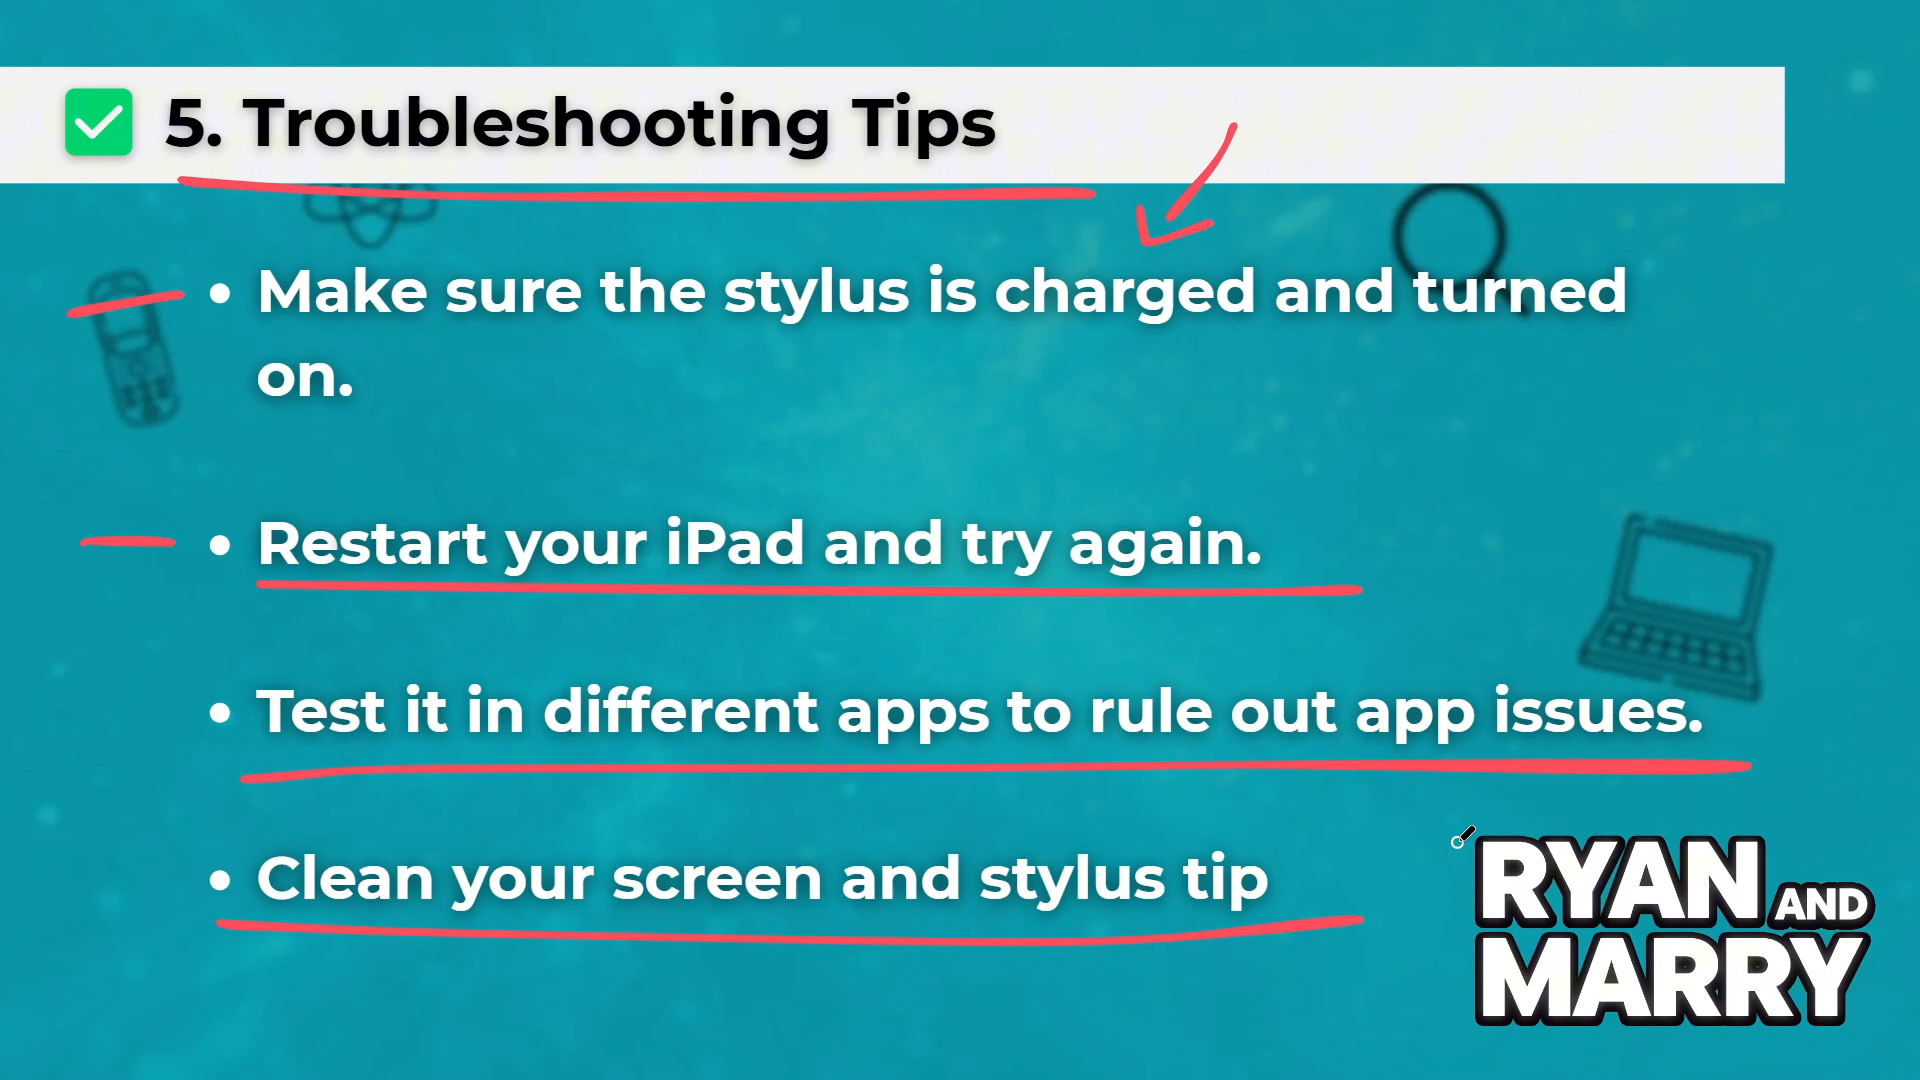 ✅ 5. Troubleshooting Tips
• Make sure the stylus is charged and turned
on.
• Restart your iPad and try again.
• Test it in different apps to rule out app issues.
• Clean your screen and stylus tip
RYAN AND
MARRY